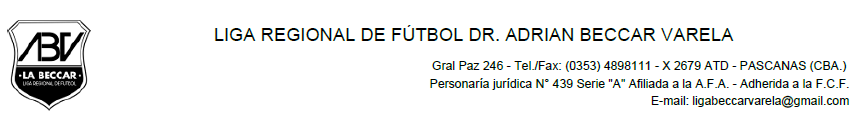 LIGA REGIONAL DE FÚTBOL DR. ADRIAN BECCAR VARELA
Gral Paz 246 - Tel./Fax: (0353) 4898111 - X 2679 ATD - PASCANAS (CBA.)
Personaría jurídica N° 439 Serie "A" Afiliada a la A.F.A. - Adherida a la F.C.F.
E-mail: ligabeccarvarela@gmail.com
ABV
· LA BECCAR ·
LIGA REGIONAL DE FUTBOL